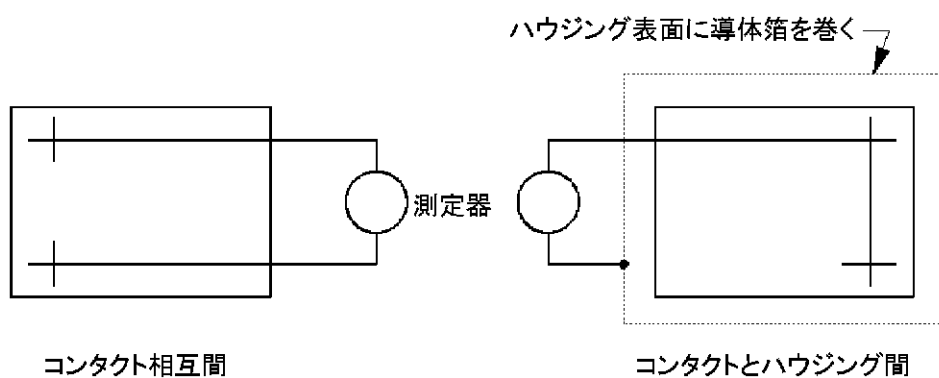 ハウジング表面に導体箔を巻く
測定器
コンタクト相互間
コンタクトとハウジング間